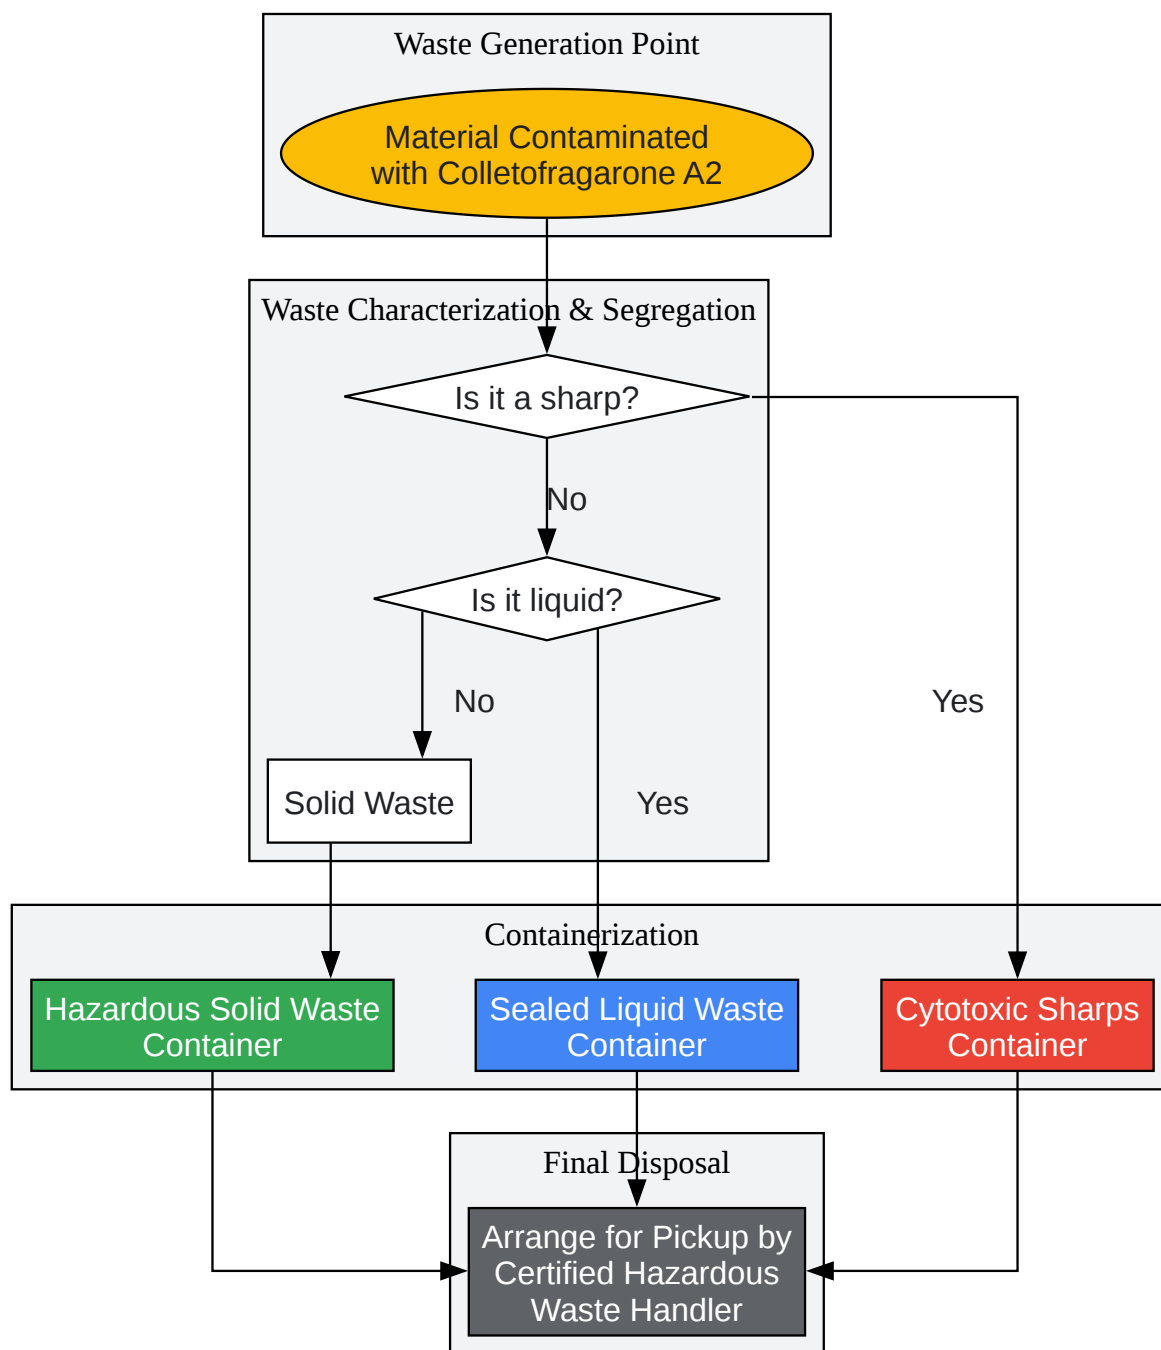 Waste Generation Point
Material Contaminated
with Colletofragarone A2
Waste Characterization & Segregation
Is it a sharp?
No
Is it liquid?
No
Yes
Solid Waste
Yes
Containerization
Hazardous Solid Waste
Container
Sealed Liquid Waste
Container
Cytotoxic Sharps
Container
Final Disposal
Arrange for Pickup by
Certified Hazardous
Waste Handler